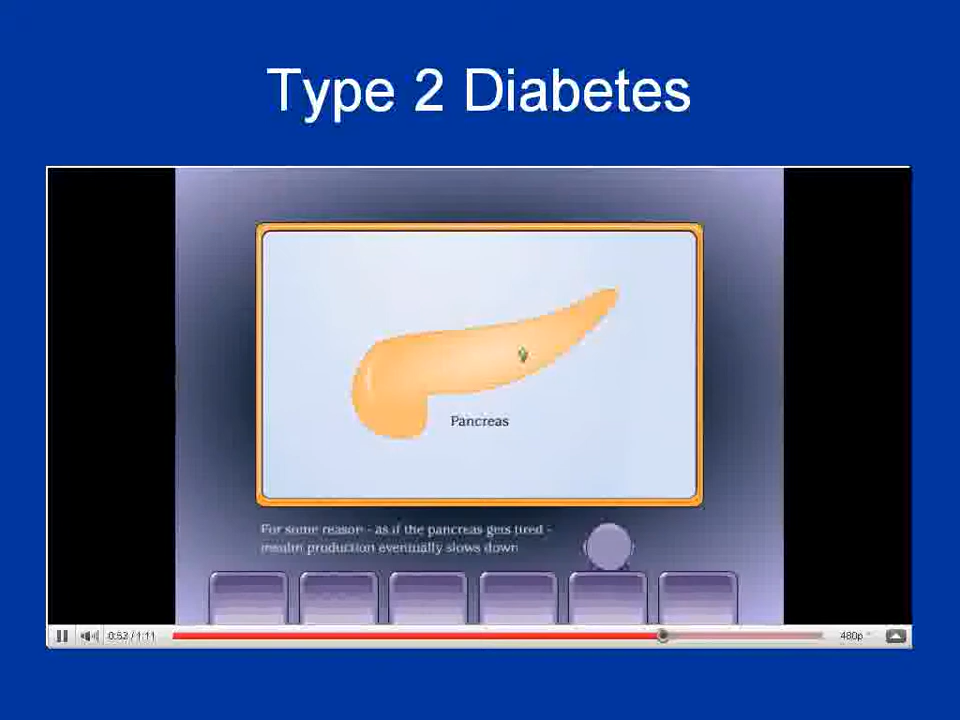 Type 2 Diabetes
Pancreas
For some reason - as if the pancreas gets tired -
insulin production eventually slows down
0:53 / 1:11
480p